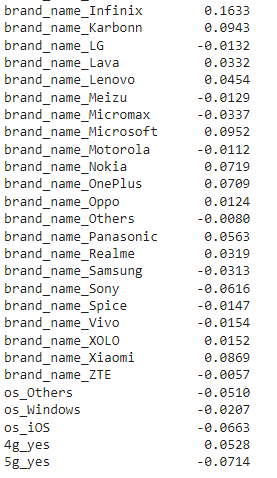 brand_name_Infinix 0.1633
brand_name_Karbonn 0.0943
brand_name_LG -0.0132
brand_name_Lava 0.0332
brand_name_Lenovo 0.0454
brand_name_Meizu -0.0129
brand_name_Micromax -0.0337
brand_name_Microsoft 0.0952
brand_name_Motorola -0.0112
brand_name_Nokia 0.0719
brand_name_OnePlus 0.0709
brand_name_Oppo 0.0124
brand_name_Others -0.0080
brand_name_Panasonic 0.0563
brand_name_Realme 0.0319
brand_name_Samsung -0.0313
brand_name_Sony -0.0616
brand_name_Spice -0.0147
brand_name_Vivo -0.0154
brand_name_XOLO 0.0152
brand_name_Xiaomi 0.0869
brand_name_ZTE -0.0057
os_Others -0.0510
os_Windows -0.0207
os_iOS -0.0663
4g_yes 0.0528
5g_yes -0.0714